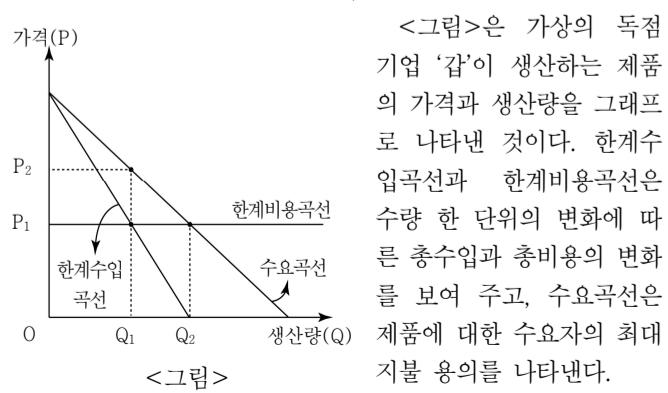 가격(P)
P₂
P₁
한계비용곡선
한계수입
곡선
수요곡선
O
Q₁
Q₂
생산량(Q)
<그림>
<그림>은 가상의 독점
기업 ‘갑’이 생산하는 제품
의 가격과 생산량을 그래프
로 나타낸 것이다. 한계수
입곡선과 한계비용곡선은
수량 한 단위의 변화에 따
른 총수입과 총비용의 변화
를 보여 주고, 수요곡선은
제품에 대한 수요자의 최대
지불 용의를 나타낸다.